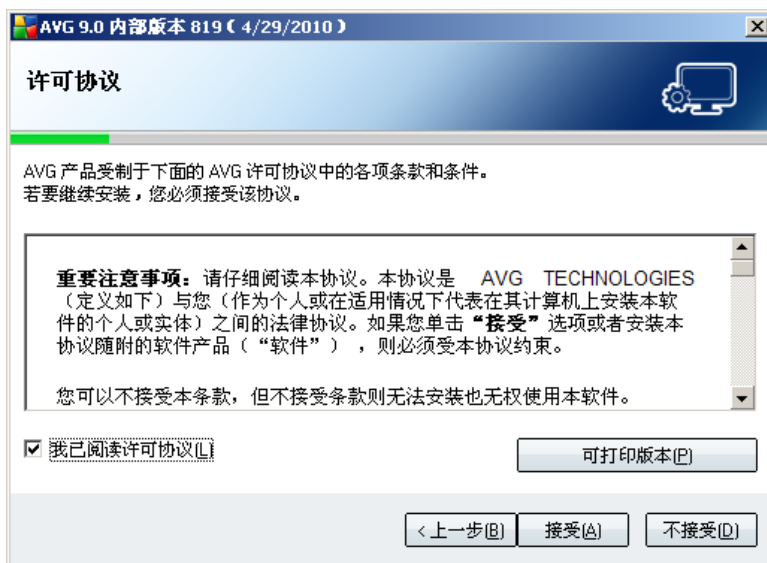 AVG 9.0 内部版本 819 ( 4/29/2010 )
许可协议
AVG 产品受制于下面的 AVG 许可协议中的各项条款和条件。
若要继续安装，您必须接受该协议。
重要注意事项：请仔细阅读本协议。本协议是 AVG TECHNOLOGIES
（定义如下）与您（作为个人或在适用情况下代表在其计算机上安装本软
件的个人或实体）之间的法律协议。如果您单击“接受”选项或者安装本
协议随附的软件产品（“软件”），则必须受本协议约束。
您可以不接受本条款，但不接受条款则无法安装也无权使用本软件。
我已阅读许可协议(L)
可打印版本(P)
<上一步(B) 接受(A) 不接受(D)